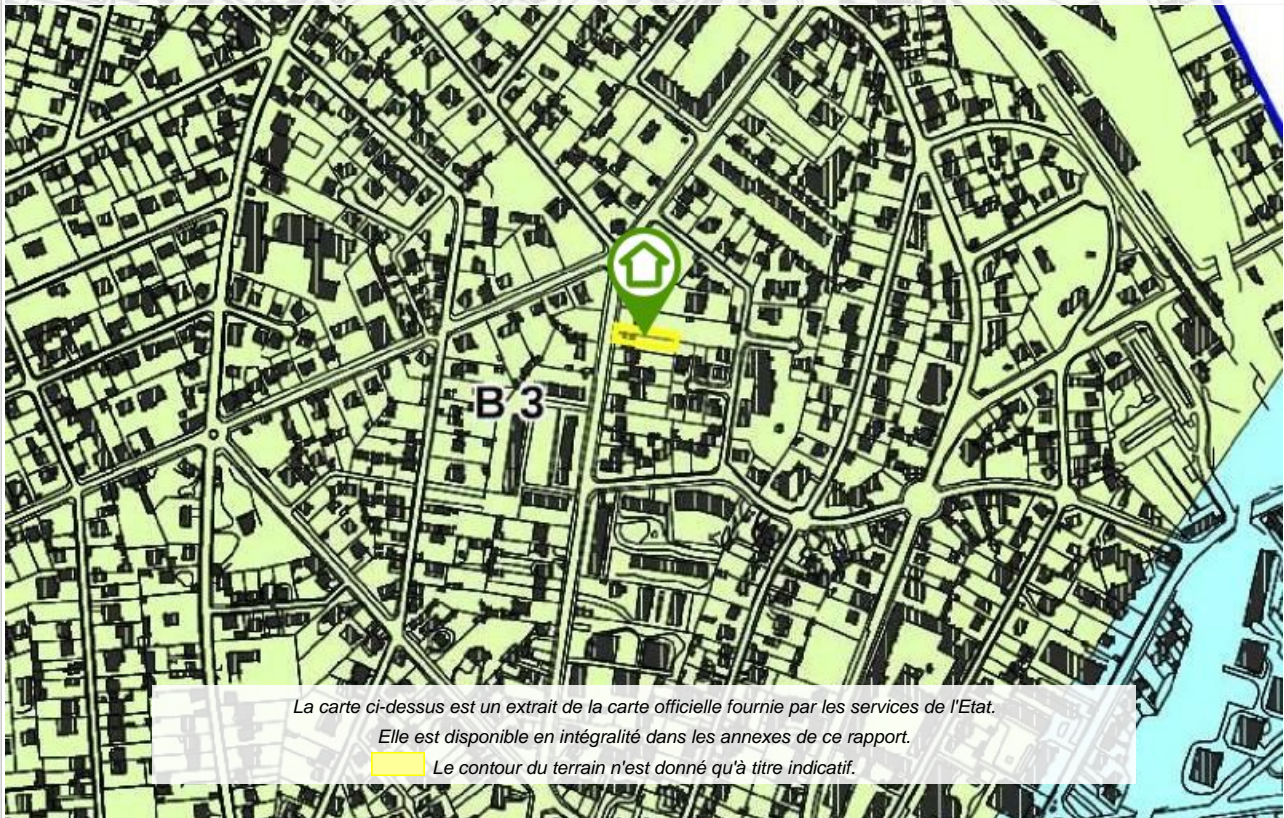 B 3
La carte ci-dessus est un extrait de la carte officielle fournie par les services de l'Etat.
Elle est disponible en intégralité dans les annexes de ce rapport.
Le contour du terrain n'est donné qu'à titre indicatif.